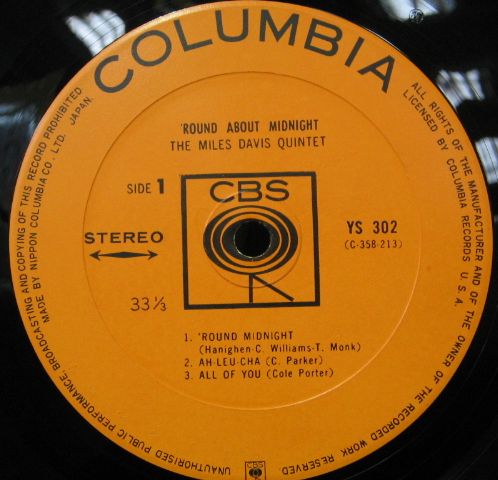 COLUMBIA
'ROUND ABOUT MIDNIGHT
THE MILES DAVIS QUINTET
SIDE 1
CBS
STEREO
YS 302
(C-358-213)
33 1/3
1. 'ROUND MIDNIGHT
(Hanighen-C. Williams-T. Monk)
2. AH-LEU-CHA (C. Parker)
3. ALL OF YOU (Cole Porter)
ALL RIGHTS OF THE MANUFACTURER AND OF THE OWNER OF THE RECORDED WORK RESERVED.
LICENSED BY COLUMBIA RECORDS U.S.A.
UNAUTHORISED PUBLIC PERFORMANCE BROADCASTING AND COPYING OF THIS RECORD PROHIBITED
MADE BY NIPPON COLUMBIA CO., LTD. JAPAN
CBS